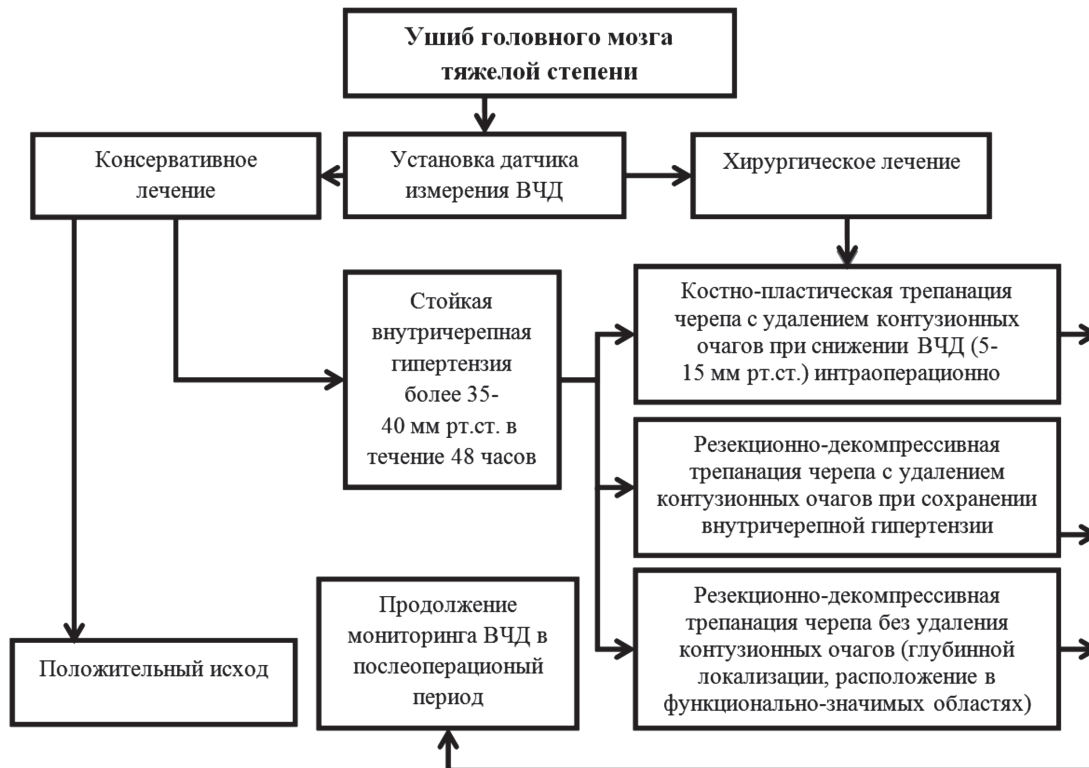 Ушиб головного мозга
тяжелой степени
Консервативное
лечение
Установка датчика
измерения ВЧД
Хирургическое лечение
Стойкая
внутричерепная
гипертензия
более 35-
40 мм рт.ст. в
течение 48 часов
Костно-пластическая трепанация
черепа с удалением контузионных
очагов при снижении ВЧД (5-
15 мм рт.ст.) интраоперационно
Резекционно-декомпрессивная
трепанация черепа с удалением
контузионных очагов при сохранении
внутричерепной гипертензии
Резекционно-декомпрессивная
трепанация черепа без удаления
контузионных очагов (глубинной
локализации, расположение в
функционально-значимых областях)
Продолжение
мониторинга ВЧД в
послеоперационый
период
Положительный исход